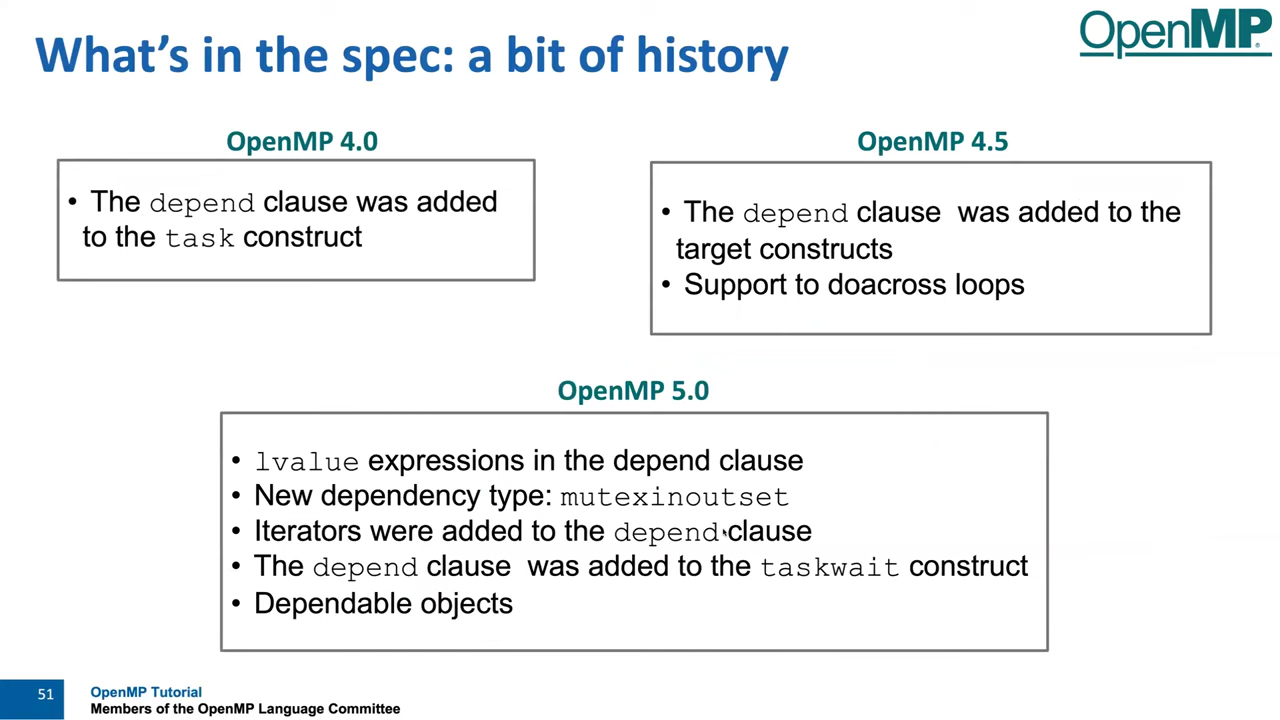 What's in the spec: a bit of history
OpenMP
OpenMP 4.0
• The depend clause was added
to the task construct
OpenMP 4.5
• The depend clause was added to the
target constructs
• Support to doacross loops
OpenMP 5.0
• lvalue expressions in the depend clause
• New dependency type: mutexinoutset
• Iterators were added to the depend clause
• The depend clause was added to the taskwait construct
• Dependable objects
51
OpenMP Tutorial
Members of the OpenMP Language Committee